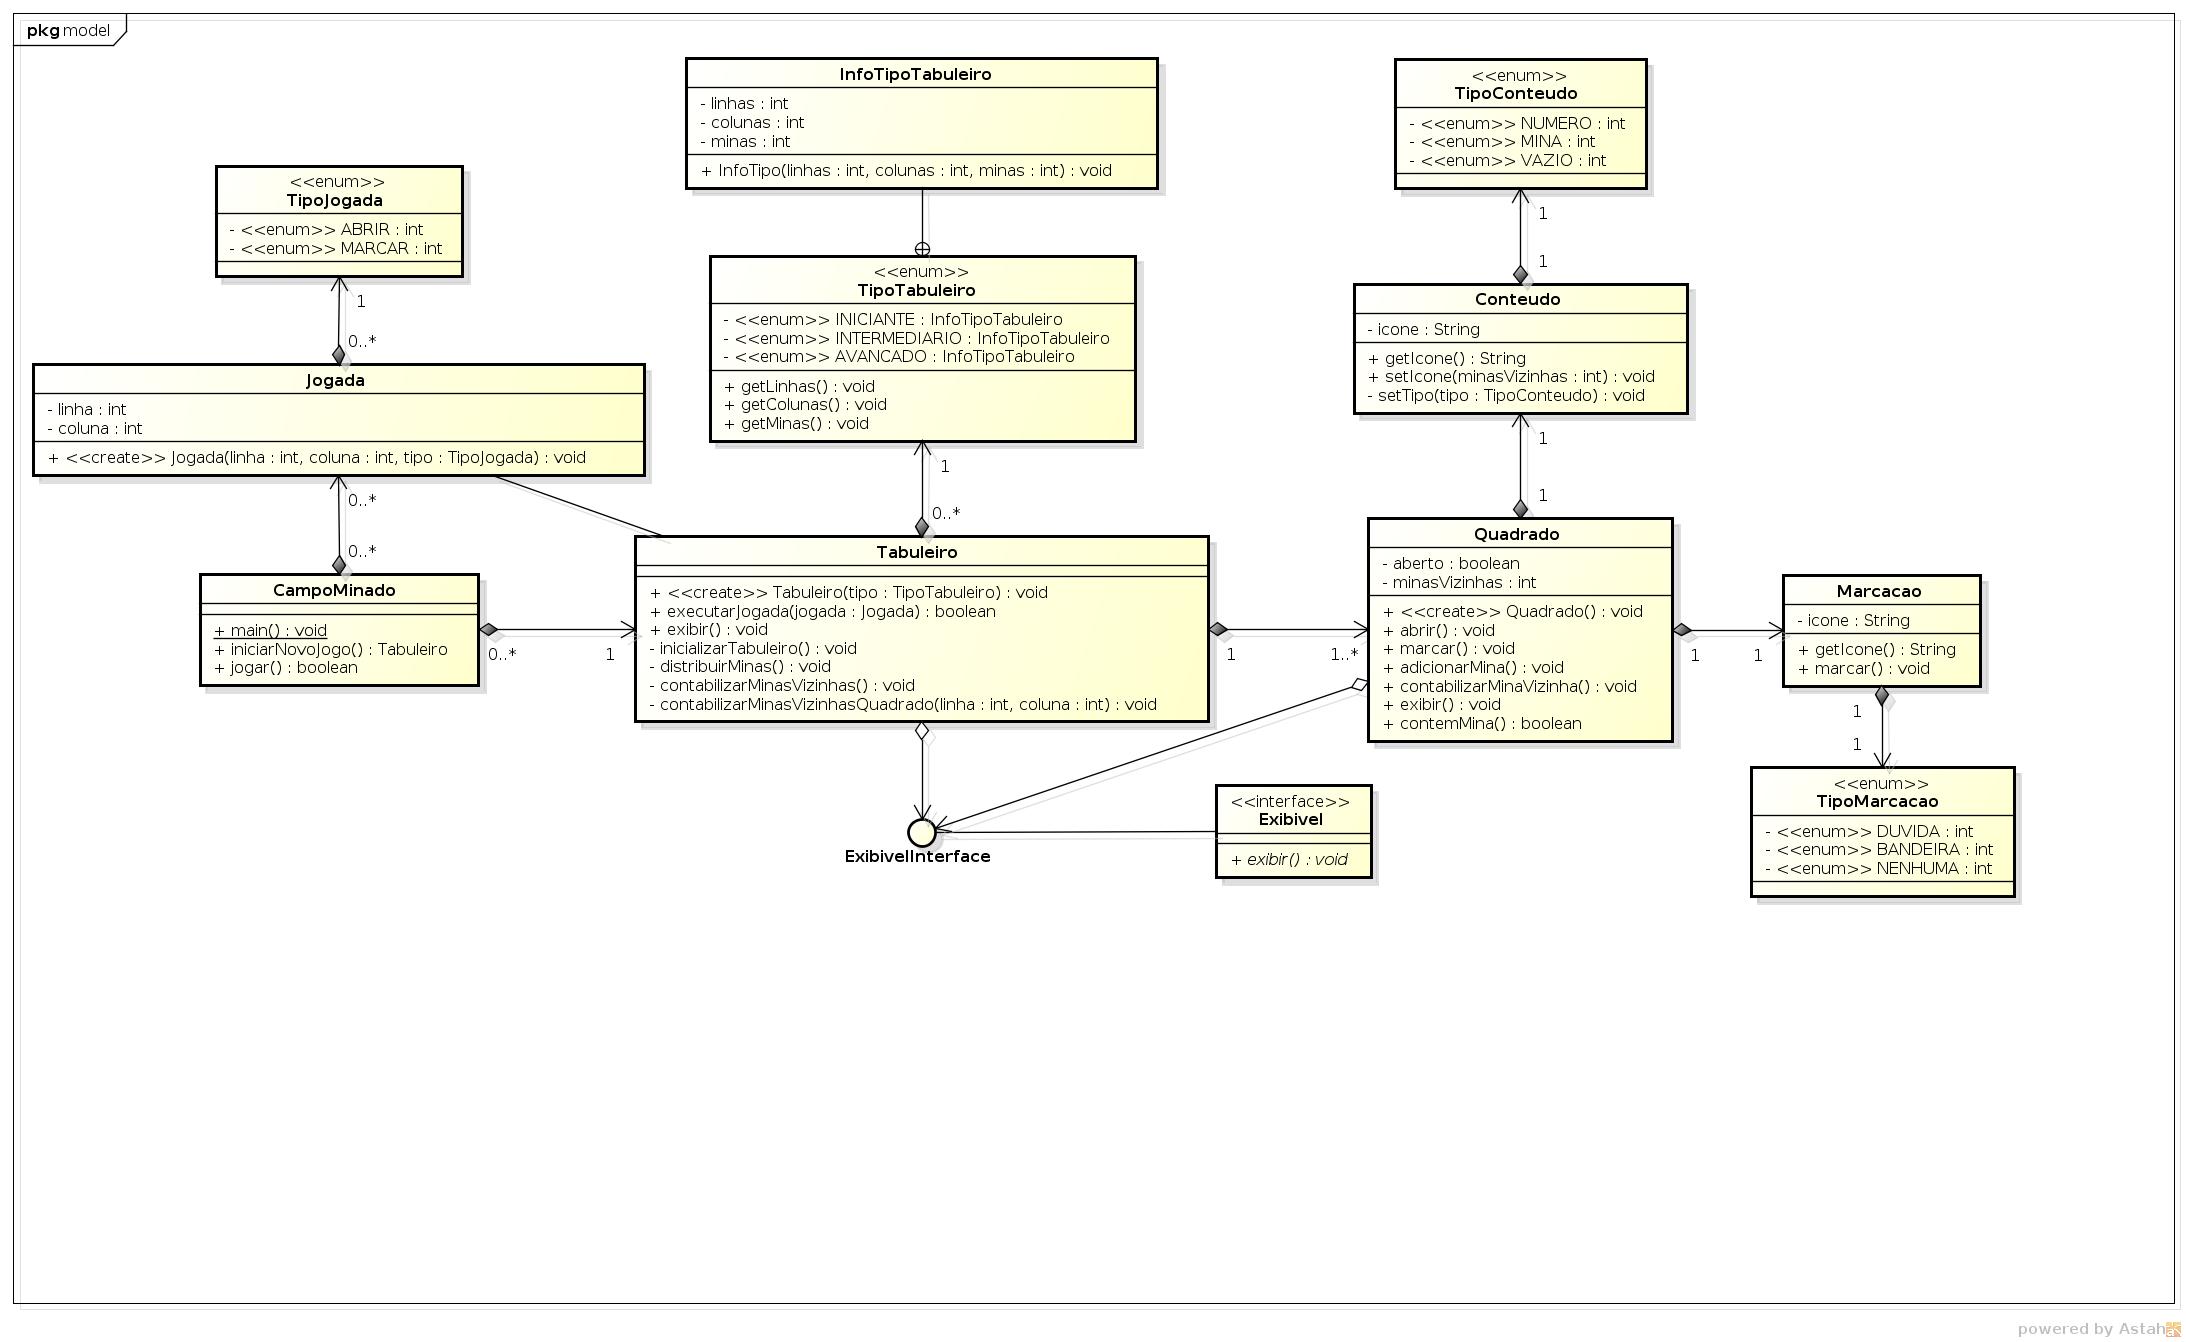 pkg model
InfoTipoTabuleiro
- linhas : int
- colunas : int
- minas : int
+ InfoTipo(linhas : int, colunas : int, minas : int) : void
<<enum>>
TipoConteudo
- <<enum>> NUMERO : int
- <<enum>> MINA : int
- <<enum>> VAZIO : int
<<enum>>
TipoJogada
- <<enum>> ABRIR : int
- <<enum>> MARCAR : int
1
0..*
<<enum>>
TipoTabuleiro
- <<enum>> INICIANTE : InfoTipoTabuleiro
- <<enum>> INTERMEDIARIO : InfoTipoTabuleiro
- <<enum>> AVANCADO : InfoTipoTabuleiro
+ getLinhas() : void
+ getColunas() : void
+ getMinas() : void
1
1
Conteudo
- icone : String
+ getIcone() : String
+ setIcone(minasVizinhas : int) : void
- setTipo(tipo : TipoConteudo) : void
Jogada
- linha : int
- coluna : int
+ <<create>> Jogada(linha : int, coluna : int, tipo : TipoJogada) : void
0..*
0..*
1
0..*
1
1
CampoMinado
+ main() : void
+ iniciarNovoJogo() : Tabuleiro
+ jogar() : boolean
0..*
1
Tabuleiro
+ <<create>> Tabuleiro(tipo : TipoTabuleiro) : void
+ executarJogada(jogada : Jogada) : boolean
+ exibir() : void
- inicializarTabuleiro() : void
- distribuirMinas() : void
- contabilizarMinasVizinhas() : void
- contabilizarMinasVizinhasQuadrado(linha : int, coluna : int) : void
1
1..*
Quadrado
- aberto : boolean
- minasVizinhas : int
+ <<create>> Quadrado() : void
+ abrir() : void
+ marcar() : void
+ adicionarMina() : void
+ contabilizarMinaVizinha() : void
+ exibir() : void
+ contemMina() : boolean
1
1
Marcacao
- icone : String
+ getIcone() : String
+ marcar() : void
1
1
<<enum>>
TipoMarcacao
- <<enum>> DUVIDA : int
- <<enum>> BANDEIRA : int
- <<enum>> NENHUMA : int
<<interface>>
Exibivel
+ exibir() : void
ExibivelInterface
powered by Astah